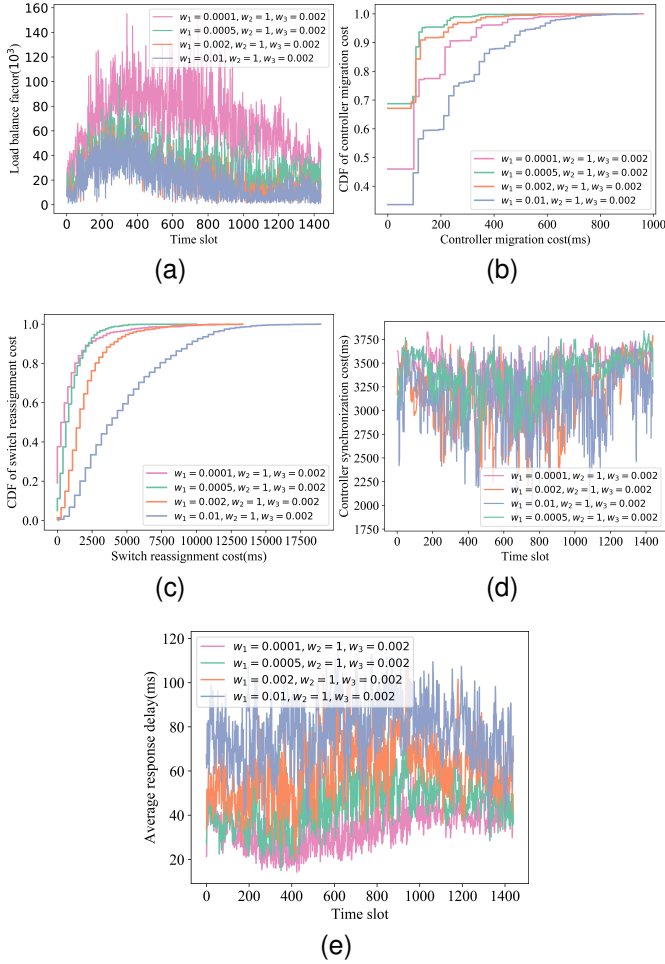 160
140
120
100
80
60
40
20
0
Load balance factor(10³)
w₁ = 0.0001, w₂ = 1, w₃ = 0.002
w₁ = 0.0005, w₂ = 1, w₃ = 0.002
w₁ = 0.002, w₂ = 1, w₃ = 0.002
w₁ = 0.01, w₂ = 1, w₃ = 0.002
0 200 400 600 800 1000 1200 1400
Time slot
(a)
1.0
0.9
0.8
0.7
0.6
0.5
0.4
CDF of controller migration cost
w₁ = 0.0001, w₂ = 1, w₃ = 0.002
w₁ = 0.0005, w₂ = 1, w₃ = 0.002
w₁ = 0.002, w₂ = 1, w₃ = 0.002
w₁ = 0.01, w₂ = 1, w₃ = 0.002
0 200 400 600 800 1000
Controller migration cost(ms)
(b)
1.0
0.8
0.6
0.4
0.2
0.0
CDF of switch reassignment cost
w₁ = 0.0001, w₂ = 1, w₃ = 0.002
w₁ = 0.0005, w₂ = 1, w₃ = 0.002
w₁ = 0.002, w₂ = 1, w₃ = 0.002
w₁ = 0.01, w₂ = 1, w₃ = 0.002
0 2500 5000 7500 10000 12500 15000 17500
Switch reassignment cost(ms)
(c)
3750
3500
3250
3000
2750
2500
2250
2000
1750
Controller synchronization cost(ms)
w₁ = 0.0001, w₂ = 1, w₃ = 0.002
w₁ = 0.002, w₂ = 1, w₃ = 0.002
w₁ = 0.01, w₂ = 1, w₃ = 0.002
w₁ = 0.0005, w₂ = 1, w₃ = 0.002
0 200 400 600 800 1000 1200 1400
Time slot
(d)
120
100
80
60
40
20
Average response delay(ms)
w₁ = 0.0001, w₂ = 1, w₃ = 0.002
w₁ = 0.0005, w₂ = 1, w₃ = 0.002
w₁ = 0.002, w₂ = 1, w₃ = 0.002
w₁ = 0.01, w₂ = 1, w₃ = 0.002
0 200 400 600 800 1000 1200 1400
Time slot
(e)